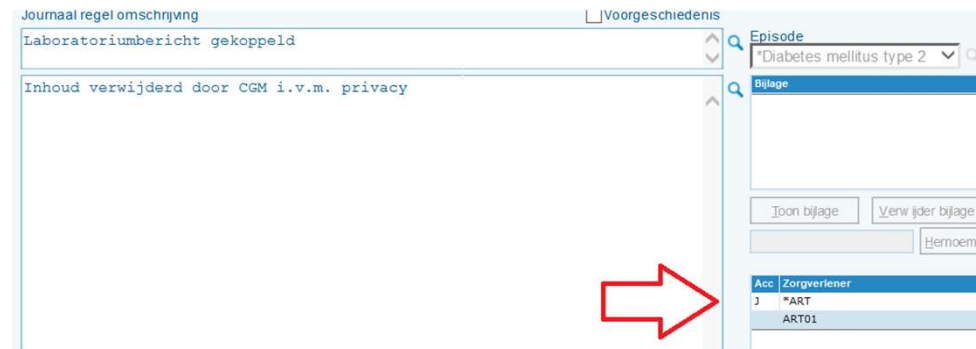 Journaal regel omschrijving
Voorgeschiedenis
Laboratoriumbericht gekoppeld
Episode
*Diabetes mellitus type 2
Inhoud verwijderd door CGM i.v.m. privacy
Bijlage
Toon bijlage
Verwijder bijlage
Hernoem
Acc Zorgverlener
J *ART
ART01